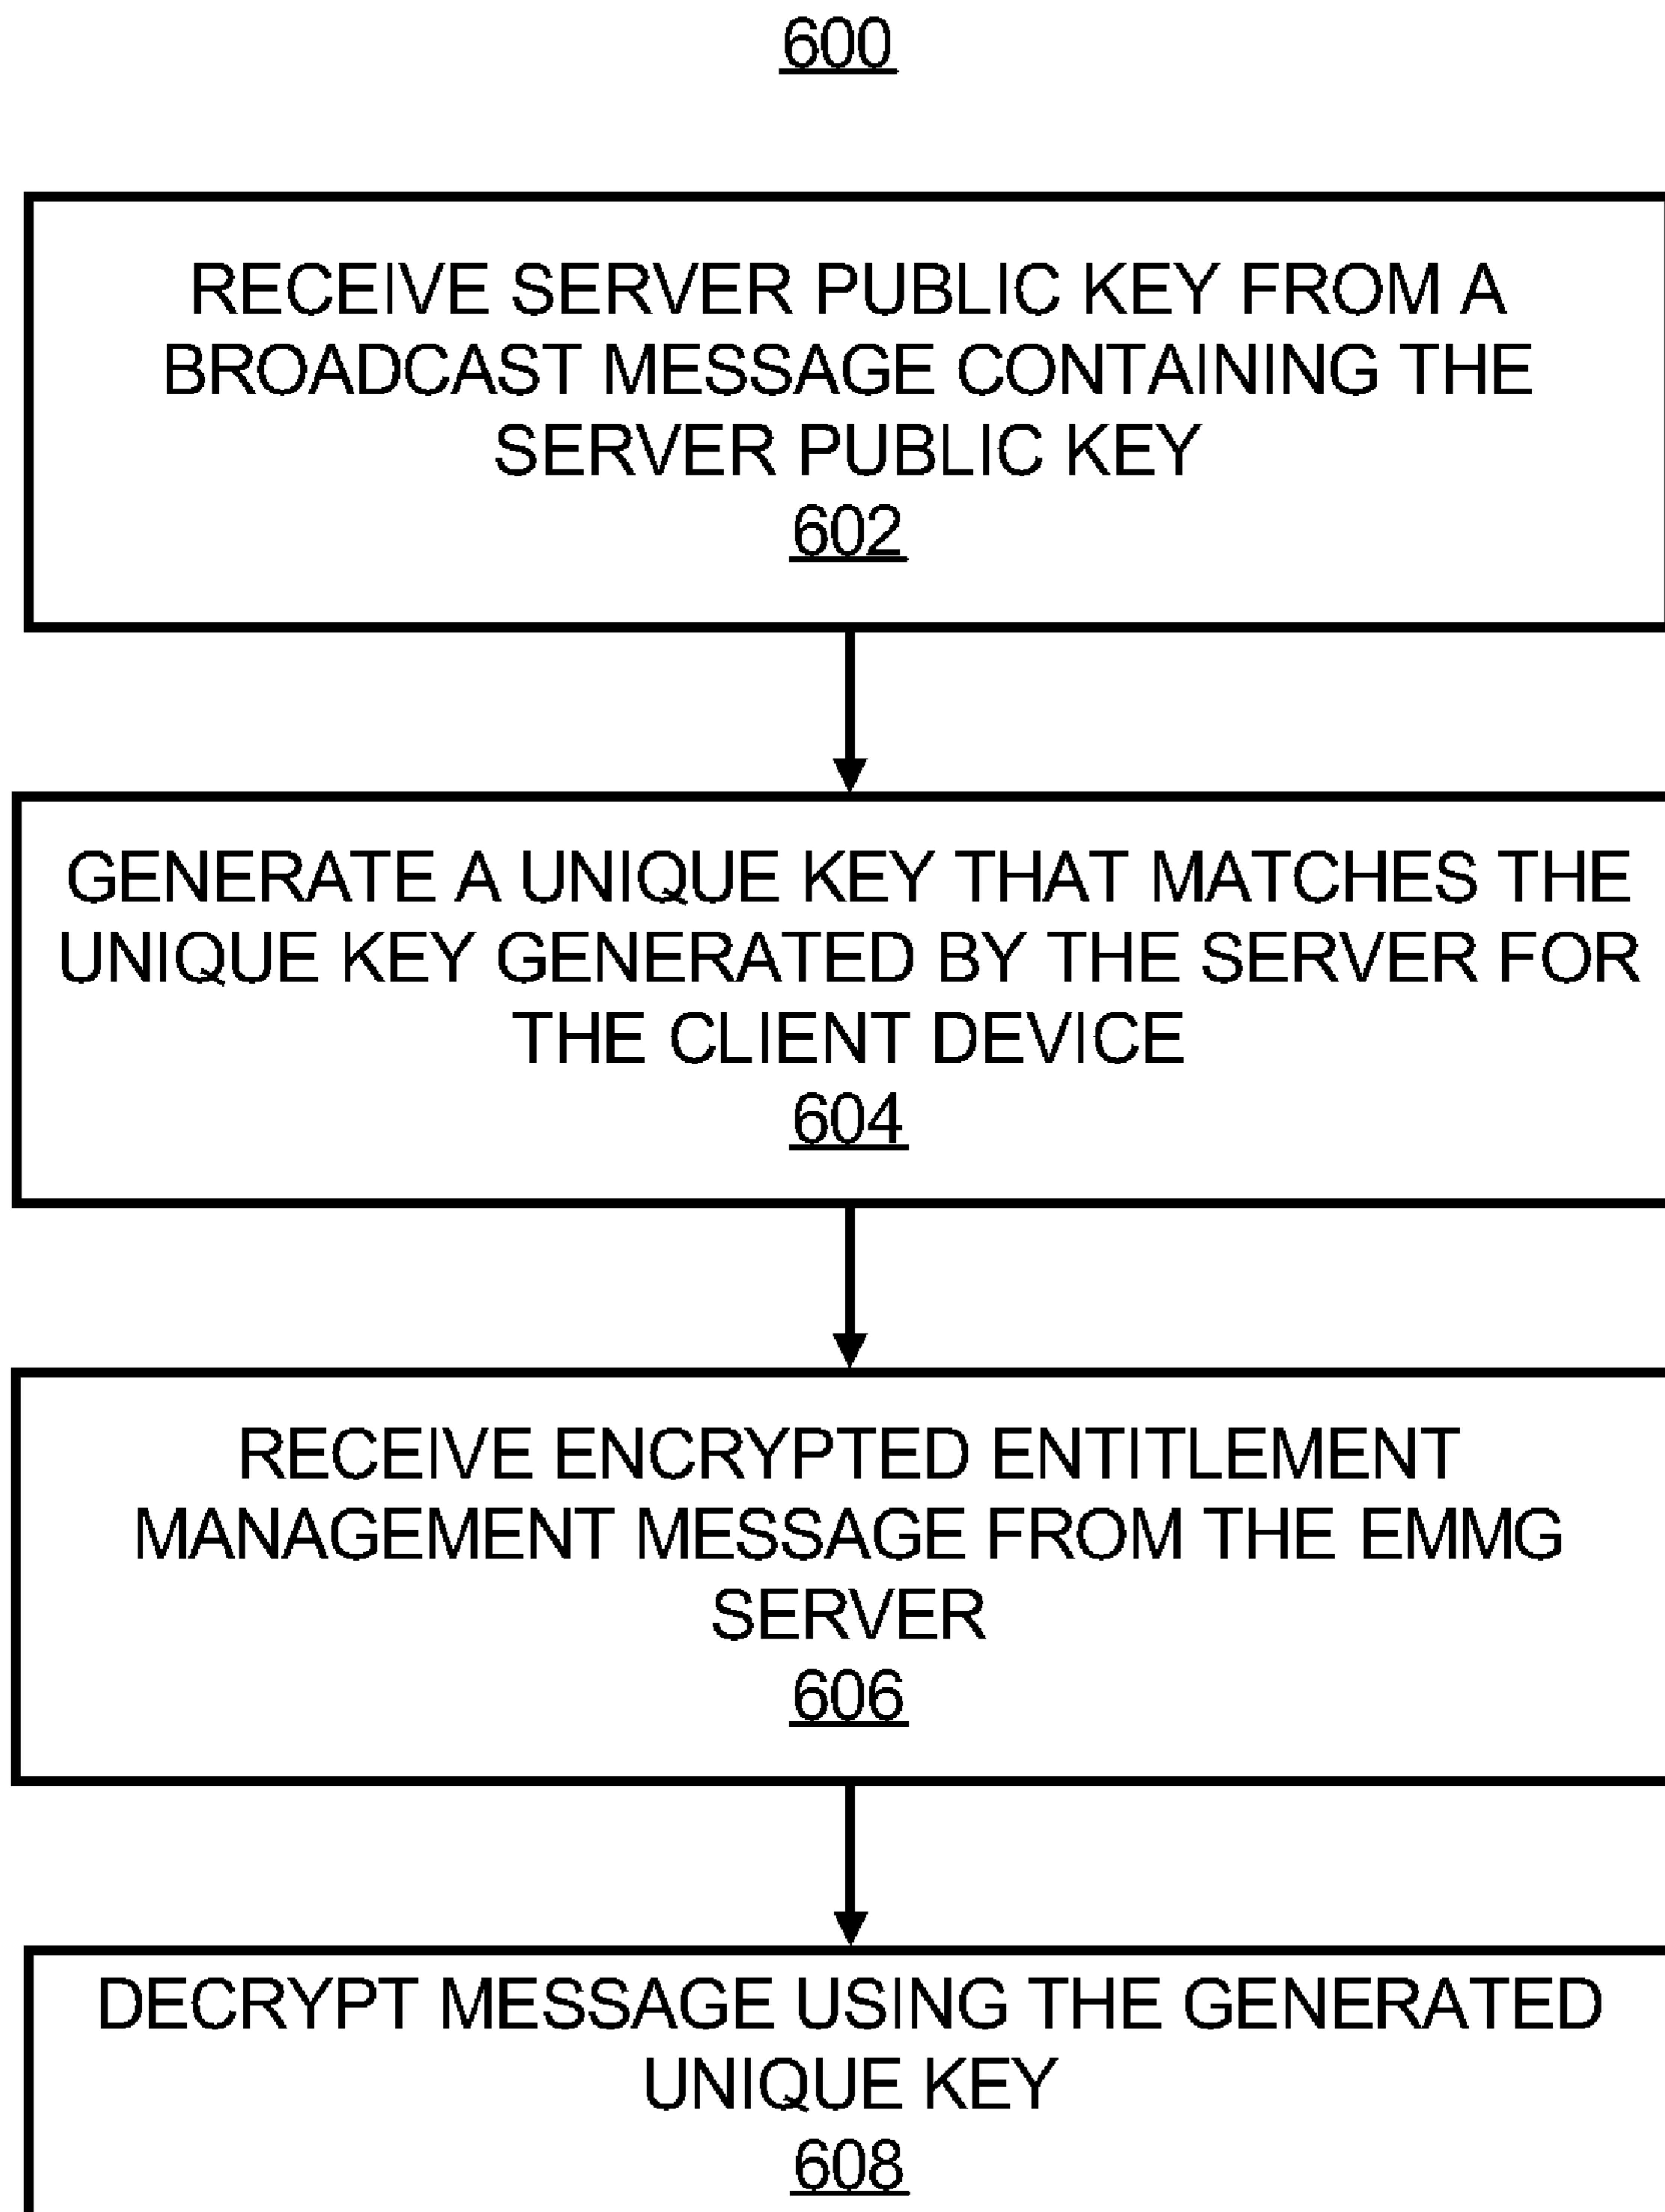 600
RECEIVE SERVER PUBLIC KEY FROM A
BROADCAST MESSAGE CONTAINING THE
SERVER PUBLIC KEY
602
GENERATE A UNIQUE KEY THAT MATCHES THE
UNIQUE KEY GENERATED BY THE SERVER FOR
THE CLIENT DEVICE
604
RECEIVE ENCRYPTED ENTITLEMENT
MANAGEMENT MESSAGE FROM THE EMMG
SERVER
606
DECRYPT MESSAGE USING THE GENERATED
UNIQUE KEY
608